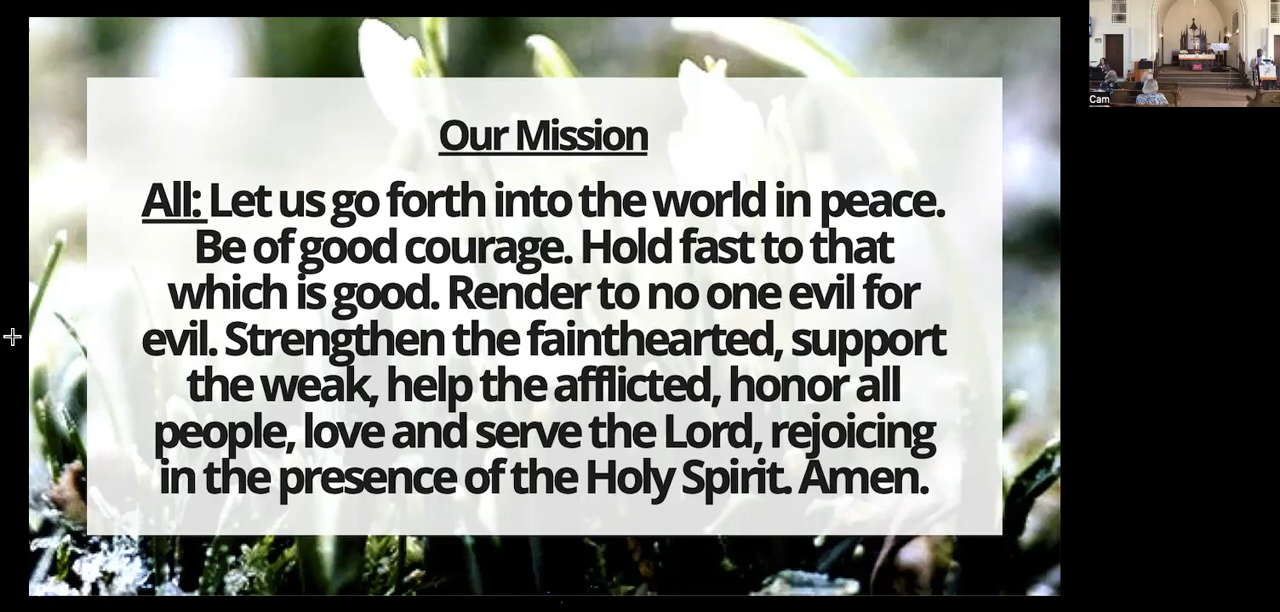 Our Mission
All: Let us go forth into the world in peace.
Be of good courage. Hold fast to that
which is good. Render to no one evil for
evil. Strengthen the fainthearted, support
the weak, help the afflicted, honor all
people, love and serve the Lord, rejoicing
in the presence of the Holy Spirit. Amen.
Cam